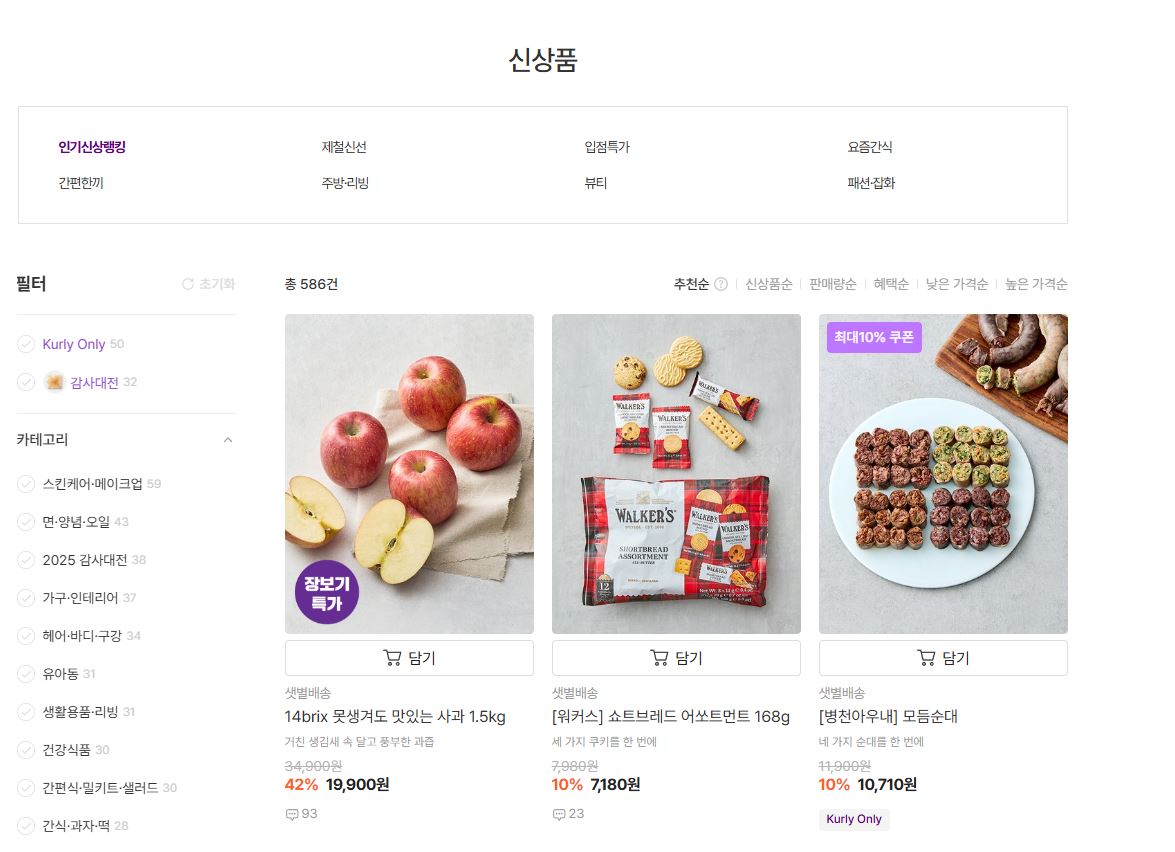 신상품
인기신상랭킹 제철신선 입점특가 요즘간식
간편한끼 주방·리빙 뷰티 패션·잡화
필터 초기화
Kurly Only 50
감사대전 32
카테고리
스킨케어·메이크업 59
면·양념·오일 43
2025 감사대전 38
가구·인테리어 37
헤어·바디·구강 34
유아동 31
생활용품·리빙 31
건강식품 30
간편식·밀키트·샐러드 30
간식·과자·떡 28
총 586건 추천순 ? 신상품순 판매량순 혜택순 낮은 가격순 높은 가격순
장보기
특가
담기
샛별배송
14brix 못생겨도 맛있는 사과 1.5kg
거친 생김새 속 달고 풍부한 과즙
34,900원
42% 19,900원
93
WALKER'S
WALKER'S
WALKER'S
WALKER'S
SHORTBREAD
ASSORTMENT
WALKER'S
WALKER'S
WALKER'S
12
담기
샛별배송
[워커스] 쇼트브레드 어쏘트먼트 168g
세 가지 쿠키를 한 번에
7,980원
10% 7,180원
23
최대10% 쿠폰
담기
샛별배송
[병천아우내] 모듬순대
네 가지 순대를 한 번에
11,900원
10% 10,710원
Kurly Only